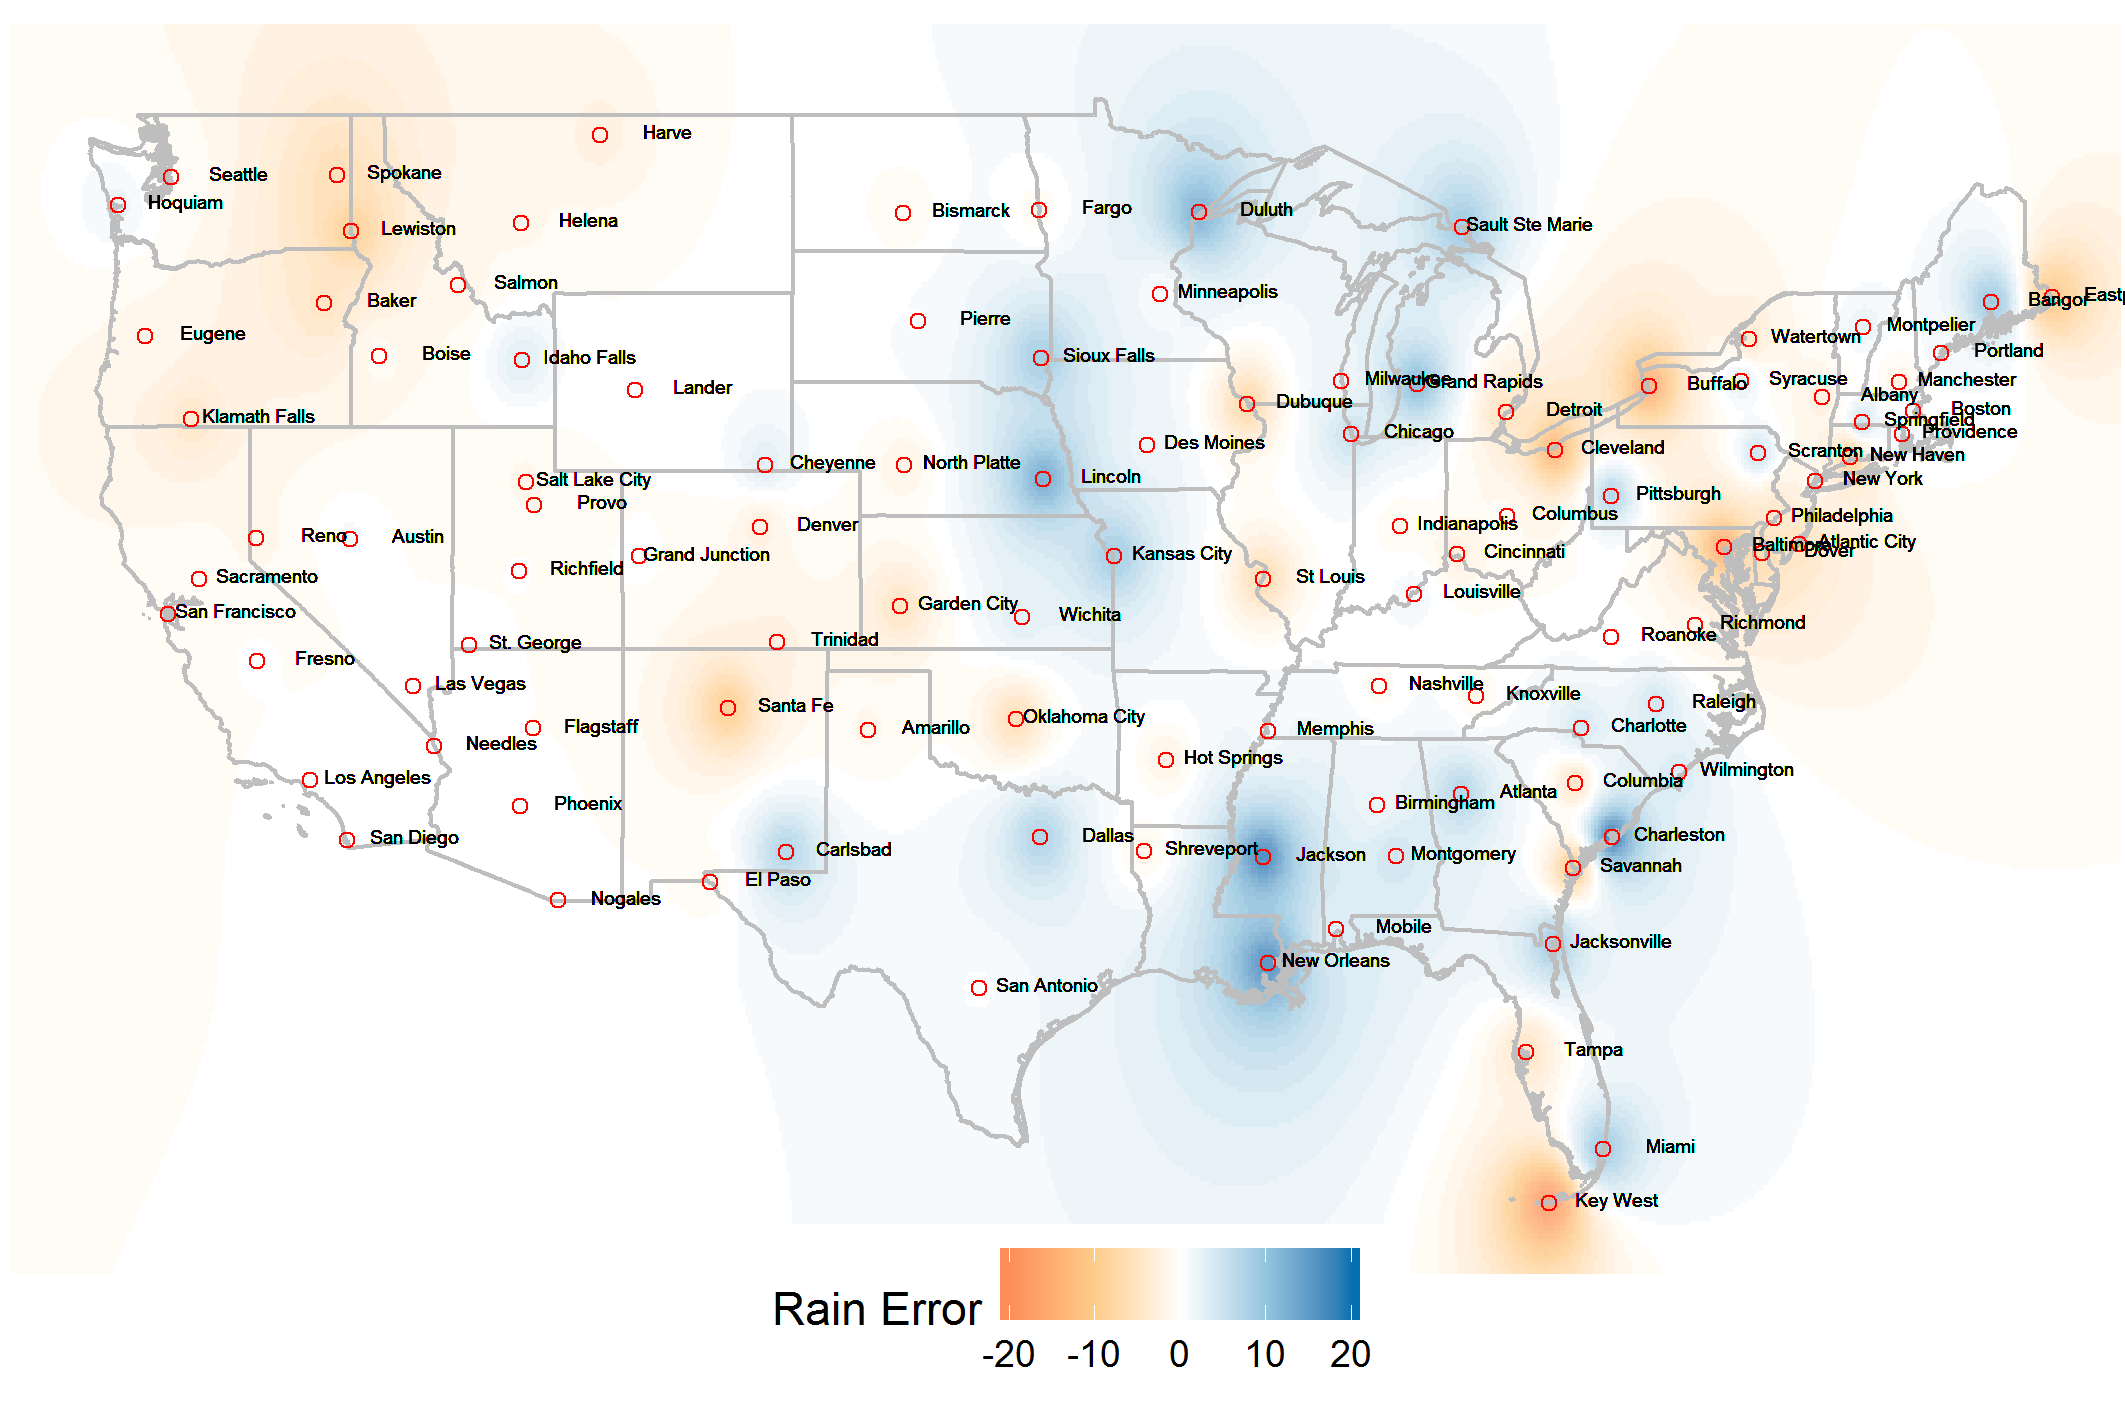 Harve
Seattle
Spokane
Hoquiam
Bismarck
Fargo
Duluth
Helena
Sault Ste Marie
Lewiston
Salmon
Minneapolis
Baker
Bangor
Eastp
Pierre
Montpelier
Eugene
Watertown
Boise
Idaho Falls
Sioux Falls
Portland
Lander
Milwaukee
Grand Rapids
Buffalo
Syracuse
Manchester
Albany
Dubuque
Detroit
Boston
Klamath Falls
Springfield
Chicago
Providence
Des Moines
Cleveland
Scranton
New Haven
Cheyenne
North Platte
Salt Lake City
Lincoln
New York
Pittsburgh
Provo
Columbus
Philadelphia
Denver
Indianapolis
Reno
Austin
Baltimore
Atlantic City
Dover
Grand Junction
Kansas City
Cincinnati
Richfield
Sacramento
St Louis
Louisville
Garden City
San Francisco
Wichita
Richmond
Roanoke
Trinidad
St. George
Fresno
Las Vegas
Nashville
Knoxville
Santa Fe
Raleigh
Oklahoma City
Flagstaff
Amarillo
Memphis
Charlotte
Needles
Hot Springs
Wilmington
Los Angeles
Columbia
Atlanta
Phoenix
Birmingham
San Diego
Dallas
Charleston
Carlsbad
Shreveport
Jackson
Montgomery
Savannah
El Paso
Nogales
Mobile
Jacksonville
New Orleans
San Antonio
Tampa
Miami
Key West
Rain Error
-20 -10 0 10 20